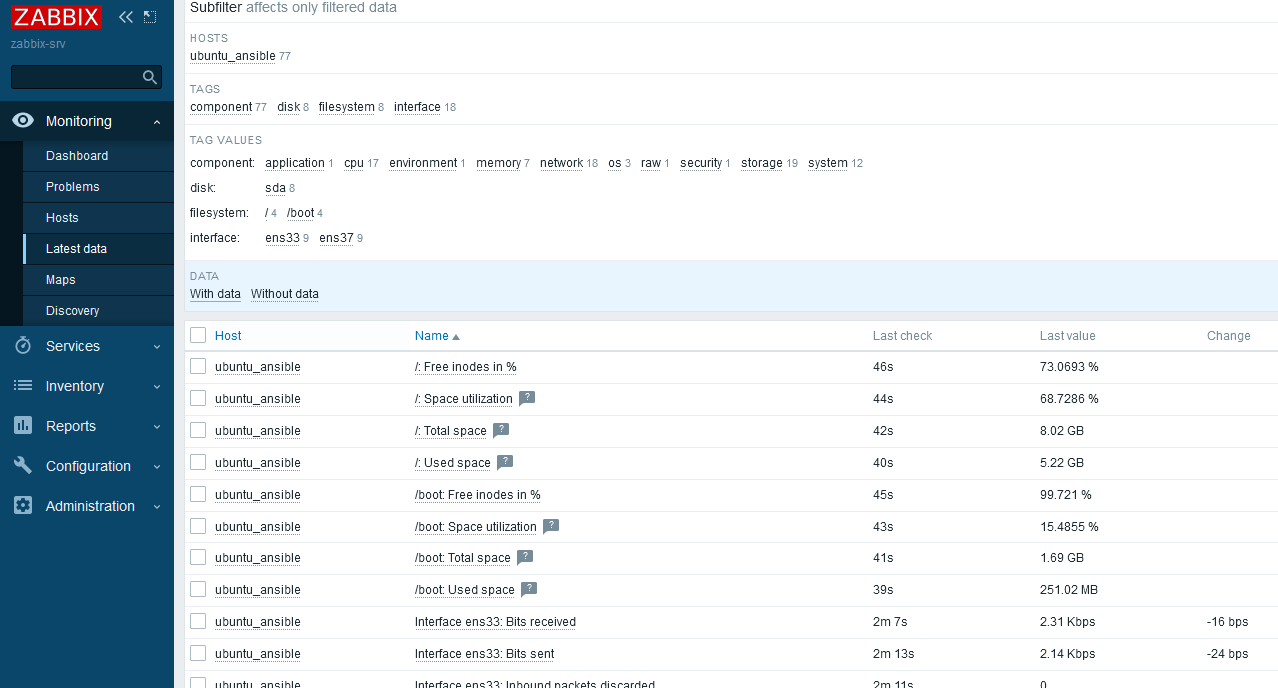 ZABBIX
zabbix-srv
Monitoring
Dashboard
Problems
Hosts
Latest data
Maps
Discovery
Services
Inventory
Reports
Configuration
Administration
Subfilter affects only filtered data
HOSTS
ubuntu_ansible 77
TAGS
component 77 disk 8 filesystem 8 interface 18
TAG VALUES
component: application 1 cpu 17 environment 1 memory 7 network 18 os 3 raw 1 security 1 storage 19 system 12
disk: sda 8
filesystem: / 4 /boot 4
interface: ens33 9 ens37 9
DATA
With data Without data
Host Name Last check Last value Change
ubuntu_ansible /: Free inodes in % 46s 73.0693 %
ubuntu_ansible /: Space utilization ? 44s 68.7286 %
ubuntu_ansible /: Total space ? 42s 8.02 GB
ubuntu_ansible /: Used space ? 40s 5.22 GB
ubuntu_ansible /boot: Free inodes in % 45s 99.721 %
ubuntu_ansible /boot: Space utilization ? 43s 15.4855 %
ubuntu_ansible /boot: Total space ? 41s 1.69 GB
ubuntu_ansible /boot: Used space ? 39s 251.02 MB
ubuntu_ansible Interface ens33: Bits received 2m 7s 2.31 Kbps -16 bps
ubuntu_ansible Interface ens33: Bits sent 2m 13s 2.14 Kbps -24 bps
ubuntu_ansible Interface ens33: Inbound packets discarded 2m 11s 0